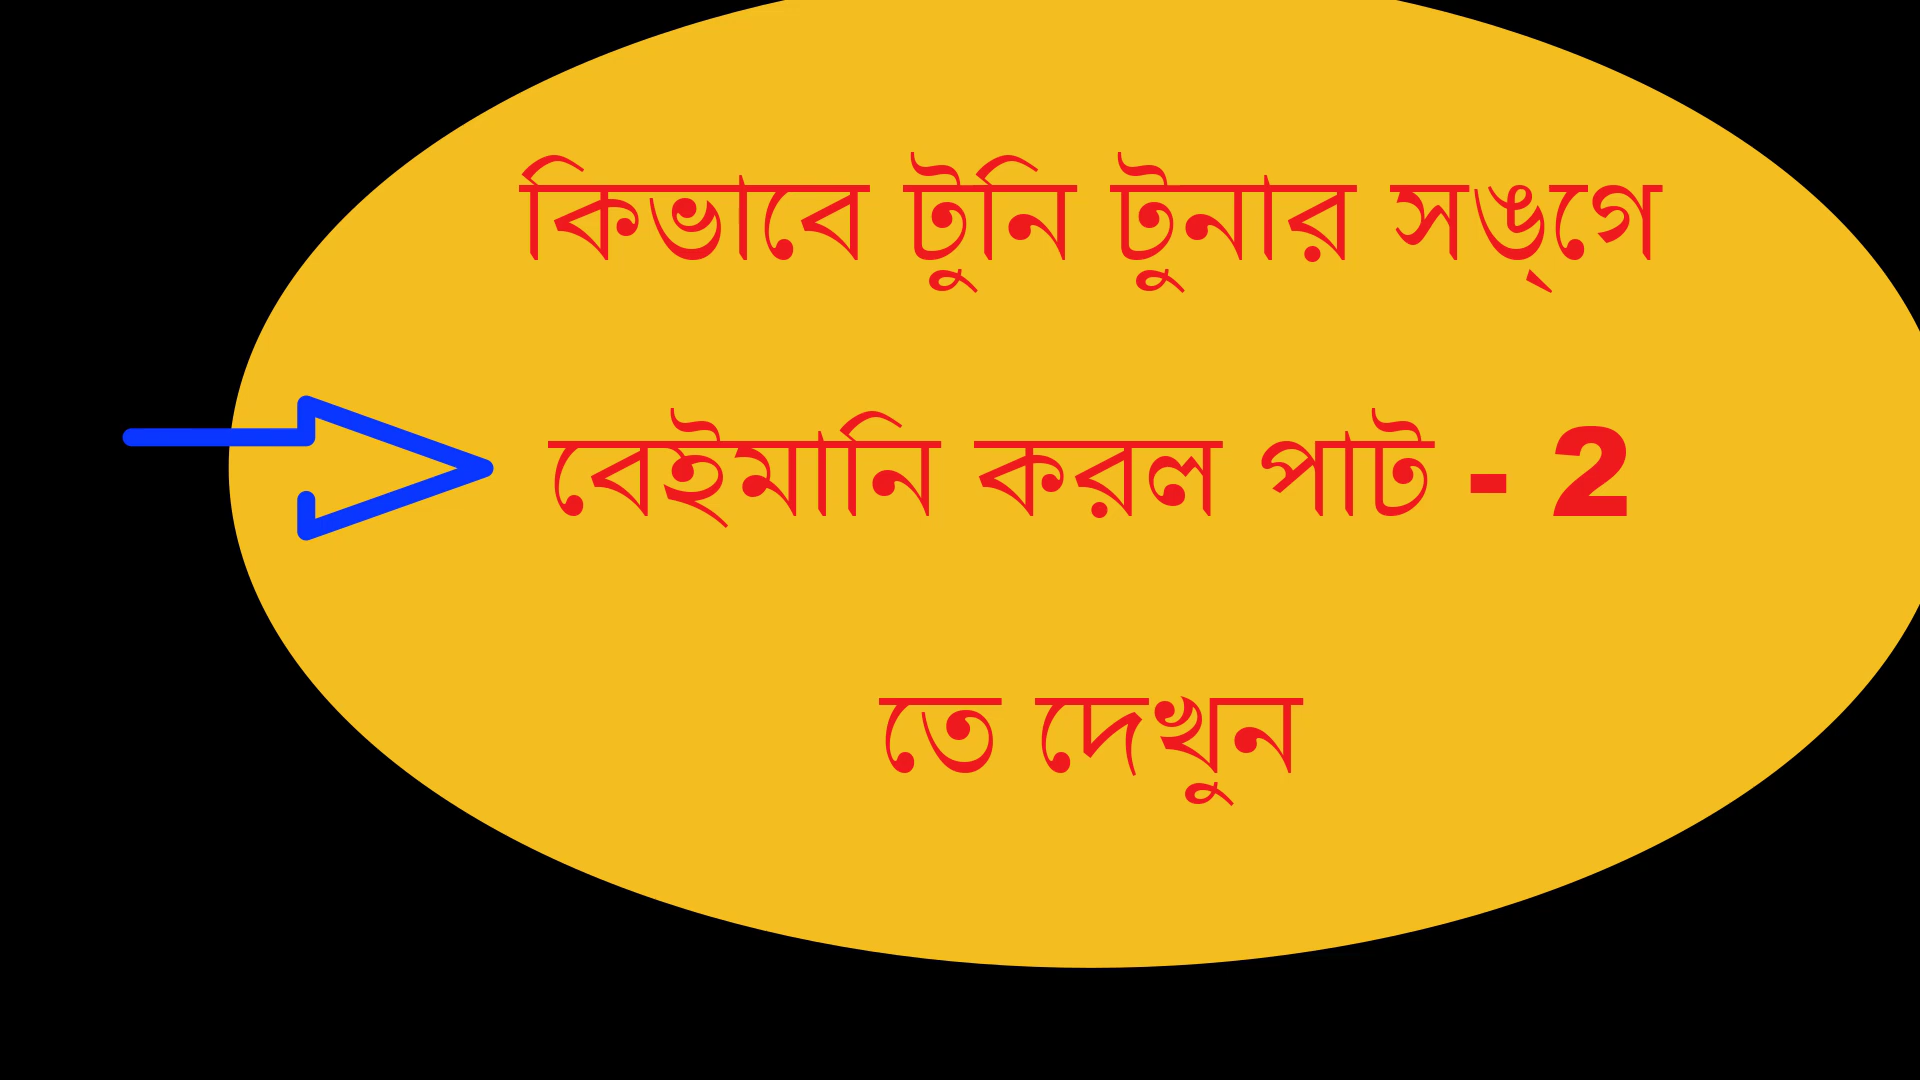 কিভাবে টুনি টুনার সঙ্‌গে
বেইমানি করল পাট - 2
তে দেখুন